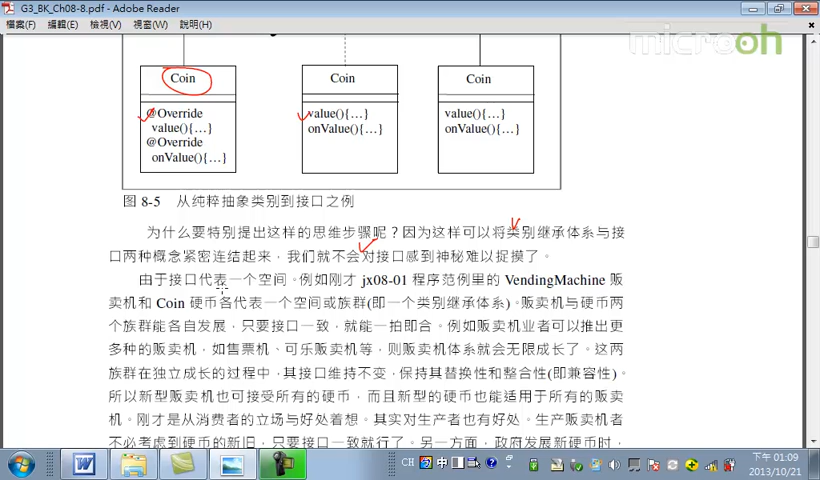 G3_BK_Ch08-8.pdf - Adobe Reader
檔案(F) 編輯(E) 檢視(V) 視窗(W) 說明(H)
microoh
Coin
@Override
value(){…}
@Override
onValue(){…}
Coin
value(){…}
onValue(){…}
Coin
value(){…}
onValue(){…}
图 8-5 从纯粹抽象类别到接口之例
为什么要特别提出这样的思维步骤呢？因为这样可以将类别继承体系与接
口两种概念紧密连结起来，我们就不会对接口感到神秘难以捉摸了。
由于接口代表一个空间。例如刚才 jx08-01 程序范例里的 VendingMachine 贩
卖机和 Coin 硬币各代表一个空间或族群(即一个类别继承体系)。贩卖机与硬币两
个族群能各自发展，只要接口一致，就能一拍即合。例如贩卖机业者可以推出更
多种的贩卖机，如售票机、可乐贩卖机等，则贩卖机体系就会无限成长了。这两
族群在独立成长的过程中，其接口维持不变，保持其替换性和整合性(即兼容性)。
所以新型贩卖机也可接受所有的硬币，而且新型的硬币也能适用于所有的贩卖
机。刚才是从消费者的立场与好处着想。其实对生产者也有好处。生产贩卖机者
不必考虑到硬币的新旧，只要接口一致就行了。另一方面，政府发展新硬币时，
CH 中
下午 01:09
2013/10/21